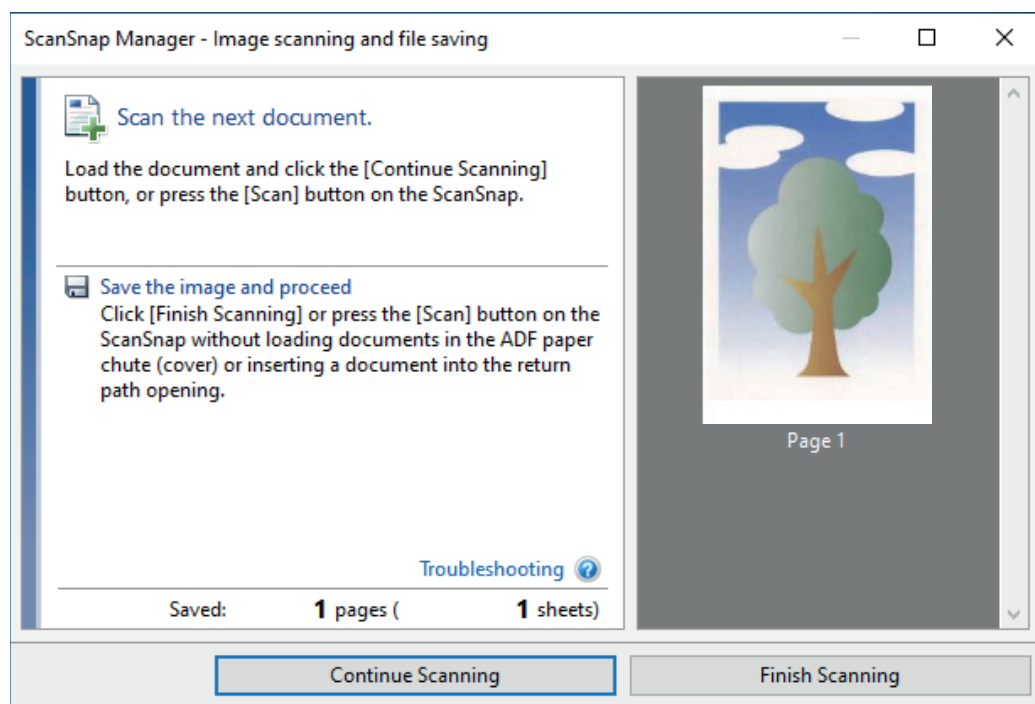 ScanSnap Manager - Image scanning and file saving
Scan the next document.
Load the document and click the [Continue Scanning]
button, or press the [Scan] button on the ScanSnap.
Save the image and proceed
Click [Finish Scanning] or press the [Scan] button on the
ScanSnap without loading documents in the ADF paper
chute (cover) or inserting a document into the return
path opening.
Troubleshooting
Saved: 1 pages ( 1 sheets)
Page 1
Continue Scanning
Finish Scanning